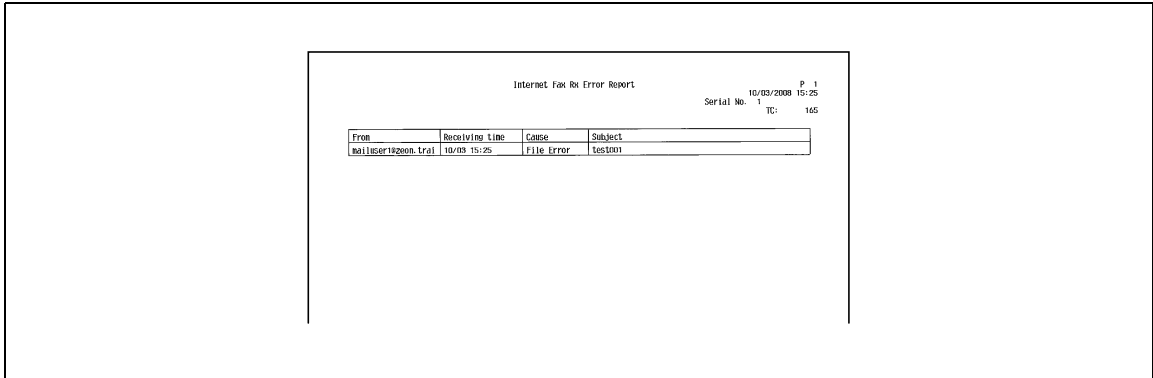 Internet Fax Rx Error Report P 1
10/03/2008 15:25
Serial No. 1
TC: 165
From Receiving time Cause Subject
mailuser1@zeon.trai 10/03 15:25 File Error test001